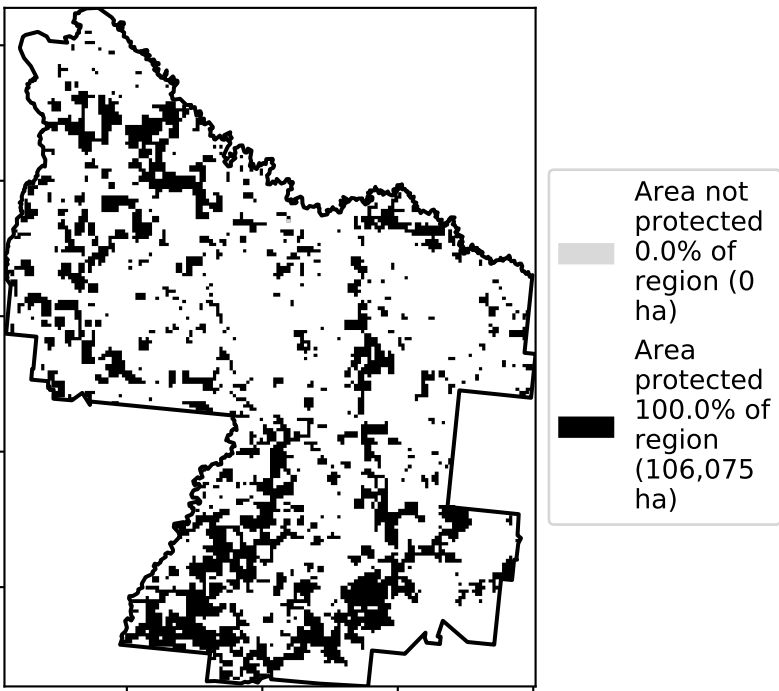 Area not
protected
0.0% of
region (0
ha)
Area
protected
100.0% of
region
(106,075
ha)